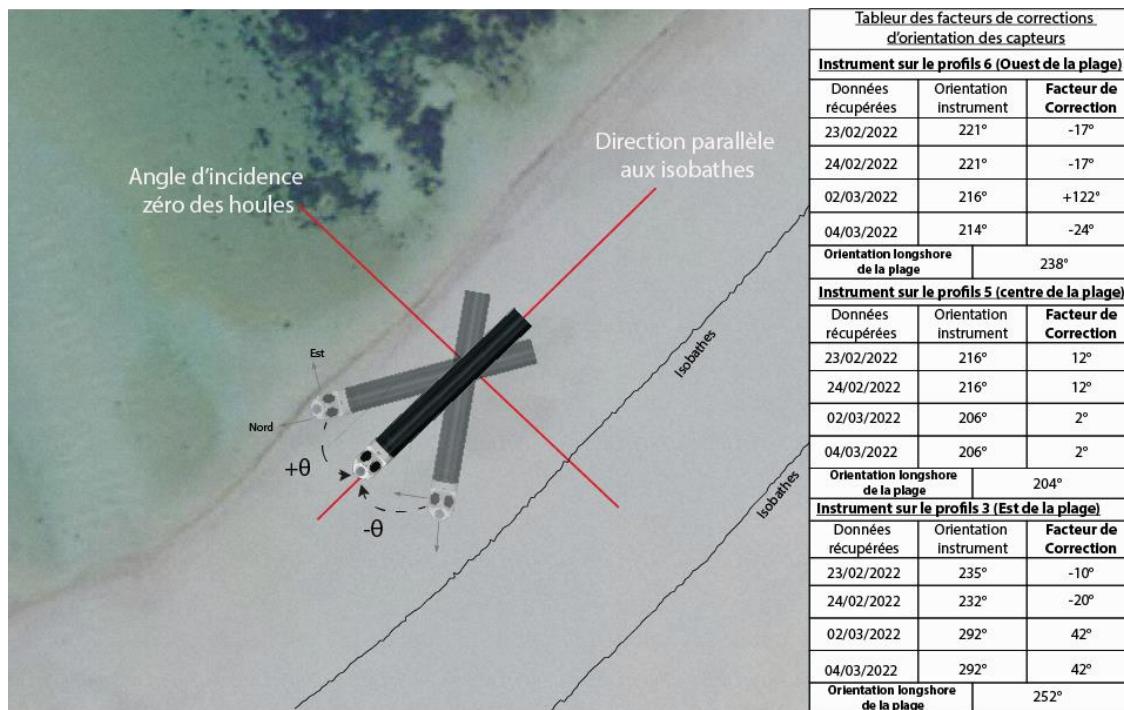 Angle d'incidence
zéro des houles
Direction parallèle
aux isobathes
Est
Nord
+θ
-θ
Isobathes
Isobathes
Tableur des facteurs de corrections
d'orientation des capteurs
Instrument sur le profils 6 (Ouest de la plage)
Données récupérées Orientation instrument Facteur de Correction
23/02/2022 221° -17°
24/02/2022 221° -17°
02/03/2022 216° +122°
04/03/2022 214° -24°
Orientation longshore de la plage 238°
Instrument sur le profils 5 (centre de la plage)
Données récupérées Orientation instrument Facteur de Correction
23/02/2022 216° 12°
24/02/2022 216° 12°
02/03/2022 206° 2°
04/03/2022 206° 2°
Orientation longshore de la plage 204°
Instrument sur le profils 3 (Est de la plage)
Données récupérées Orientation instrument Facteur de Correction
23/02/2022 235° -10°
24/02/2022 232° -20°
02/03/2022 292° 42°
04/03/2022 292° 42°
Orientation longshore de la plage 252°